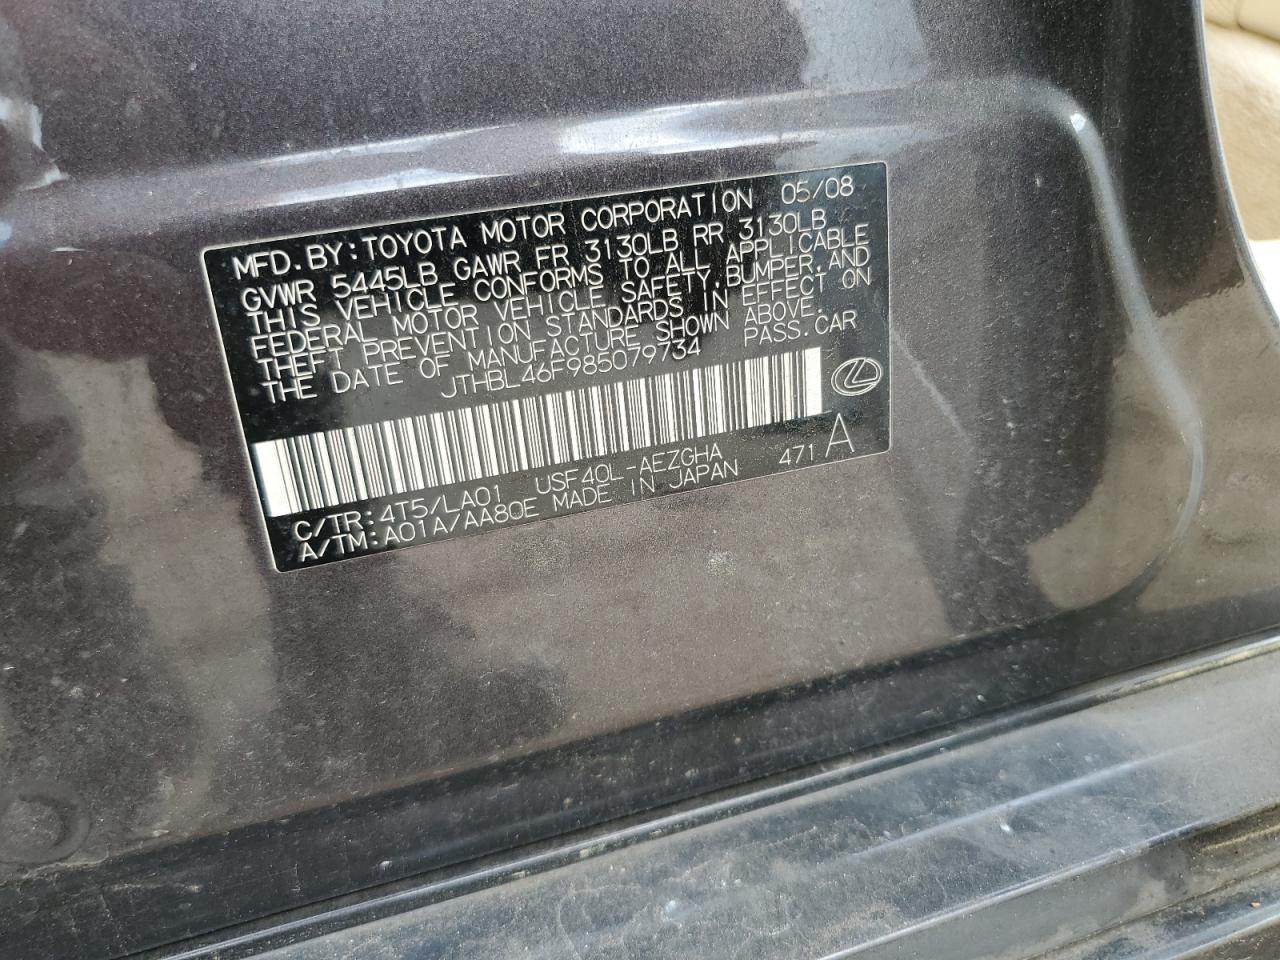 MFD.BY:TOYOTA MOTOR CORPORATION 05/08
GVWR 5445LB GAWR FR 3130LB RR 3130LB
THIS VEHICLE CONFORMS TO ALL APPLICABLE
FEDERAL MOTOR VEHICLE SAFETY,BUMPER,AND
THEFT PREVENTION STANDARDS IN EFFECT ON
THE DATE OF MANUFACTURE SHOWN ABOVE.
JTHBL46F985079734 PASS.CAR
C/TR:4T5/LA01 USF40L-AEZGHA
A/TM:A01A/AA80E MADE IN JAPAN 471 A